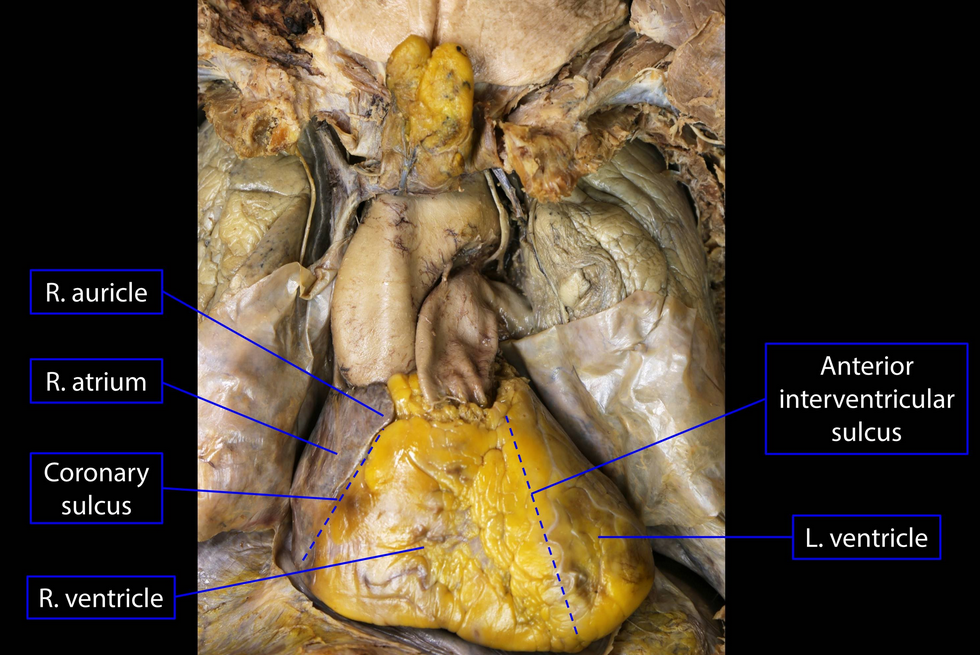 R. auricle
R. atrium
Coronary
sulcus
R. ventricle
Anterior
interventricular
sulcus
L. ventricle